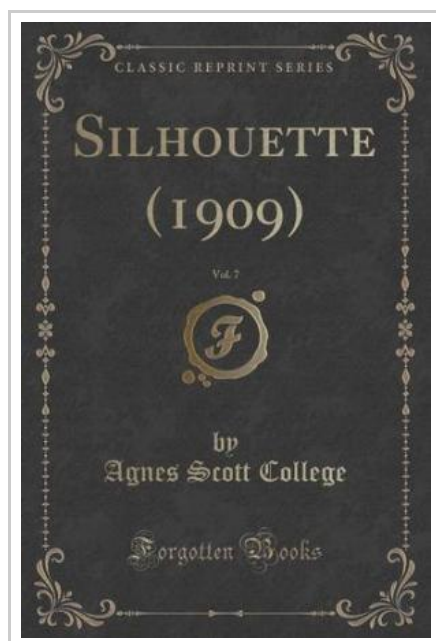 CLASSIC REPRINT SERIES
SILHOUETTE
(1909)
Vol. 7
F
by
Agnes Scott College
Forgotten Books